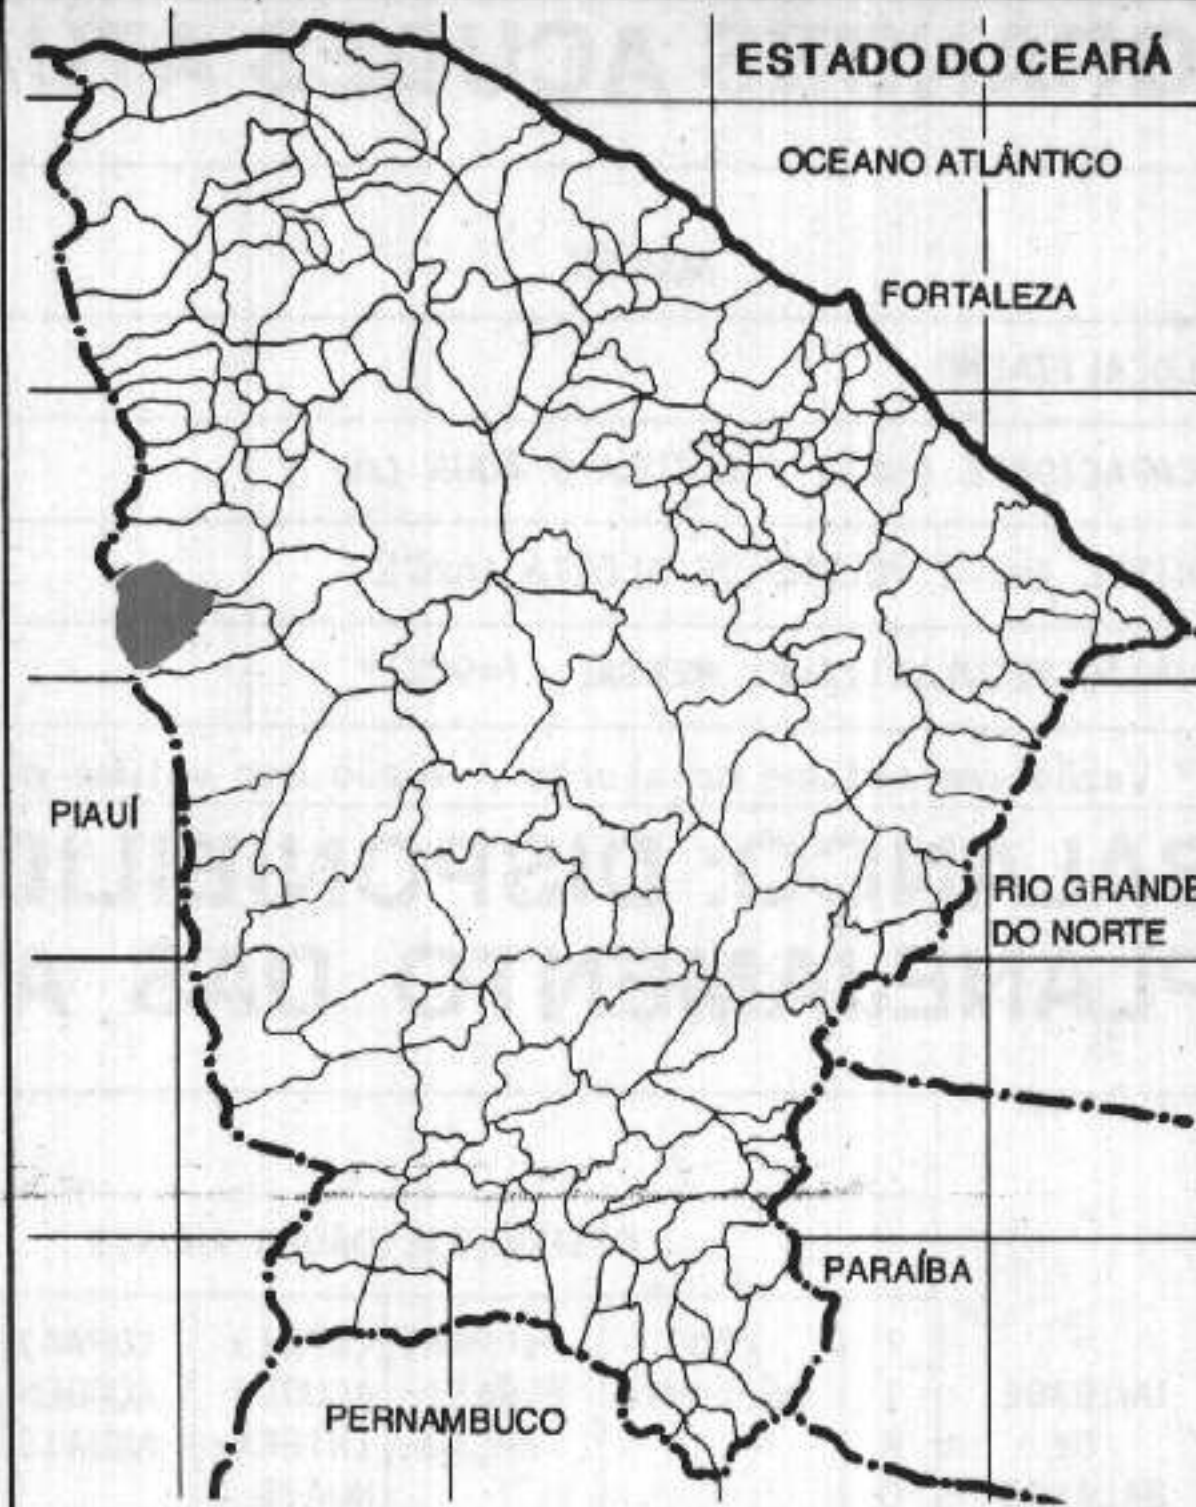 ESTADO DO CEARÁ
OCEANO ATLÂNTICO
FORTALEZA
PIAUÍ
RIO GRANDE
DO NORTE
PARAÍBA
PERNAMBUCO